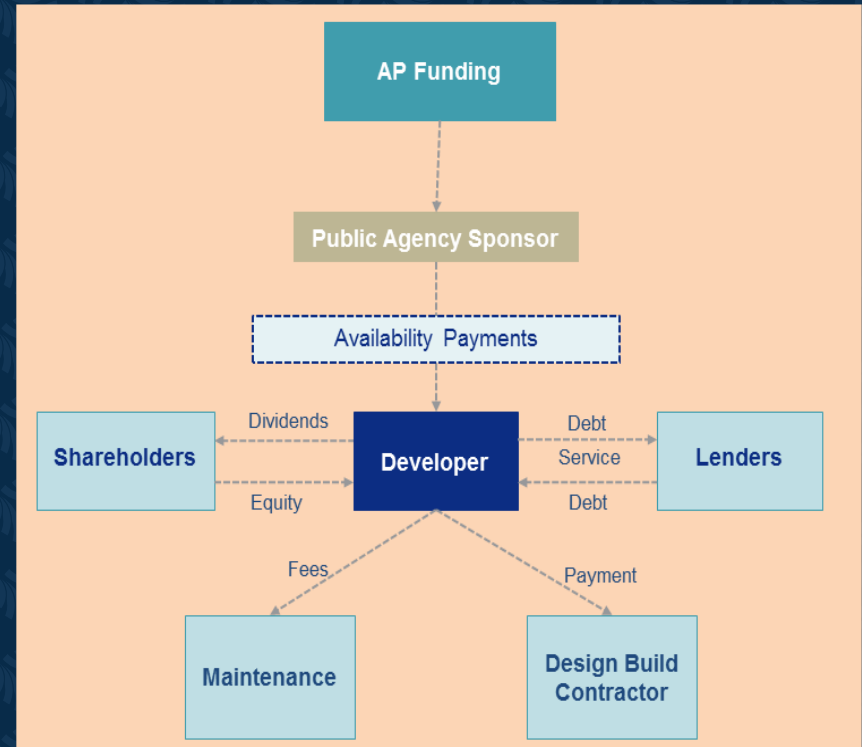 AP Funding
Public Agency Sponsor
Availability Payments
Dividends
Debt
Shareholders
Developer
Service
Lenders
Equity
Debt
Fees
Payment
Maintenance
Design Build
Contractor